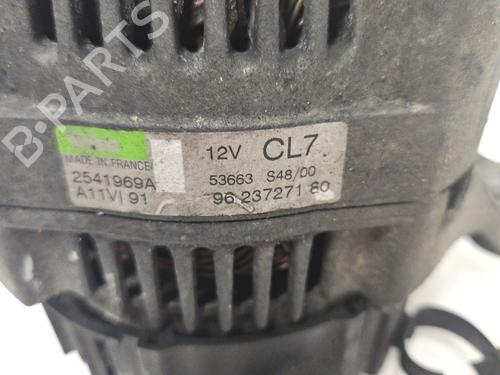 B-PARTS
MADE IN FRANCE
2541969A
A11VI 91
12V CL7
53663 S48/00
96 237271 80